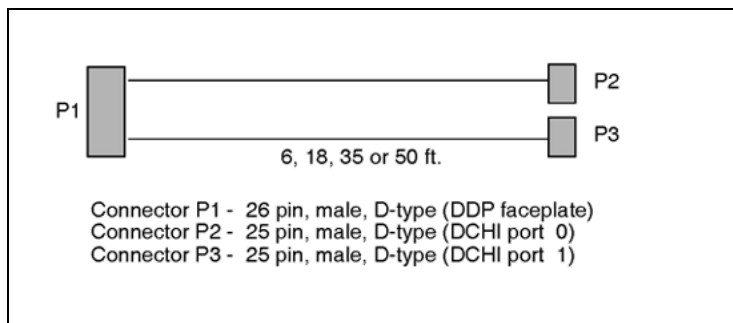 P1
P2
P3
6, 18, 35 or 50 ft.
Connector P1 - 26 pin, male, D-type (DDP faceplate)
Connector P2 - 25 pin, male, D-type (DCHI port 0)
Connector P3 - 25 pin, male, D-type (DCHI port 1)